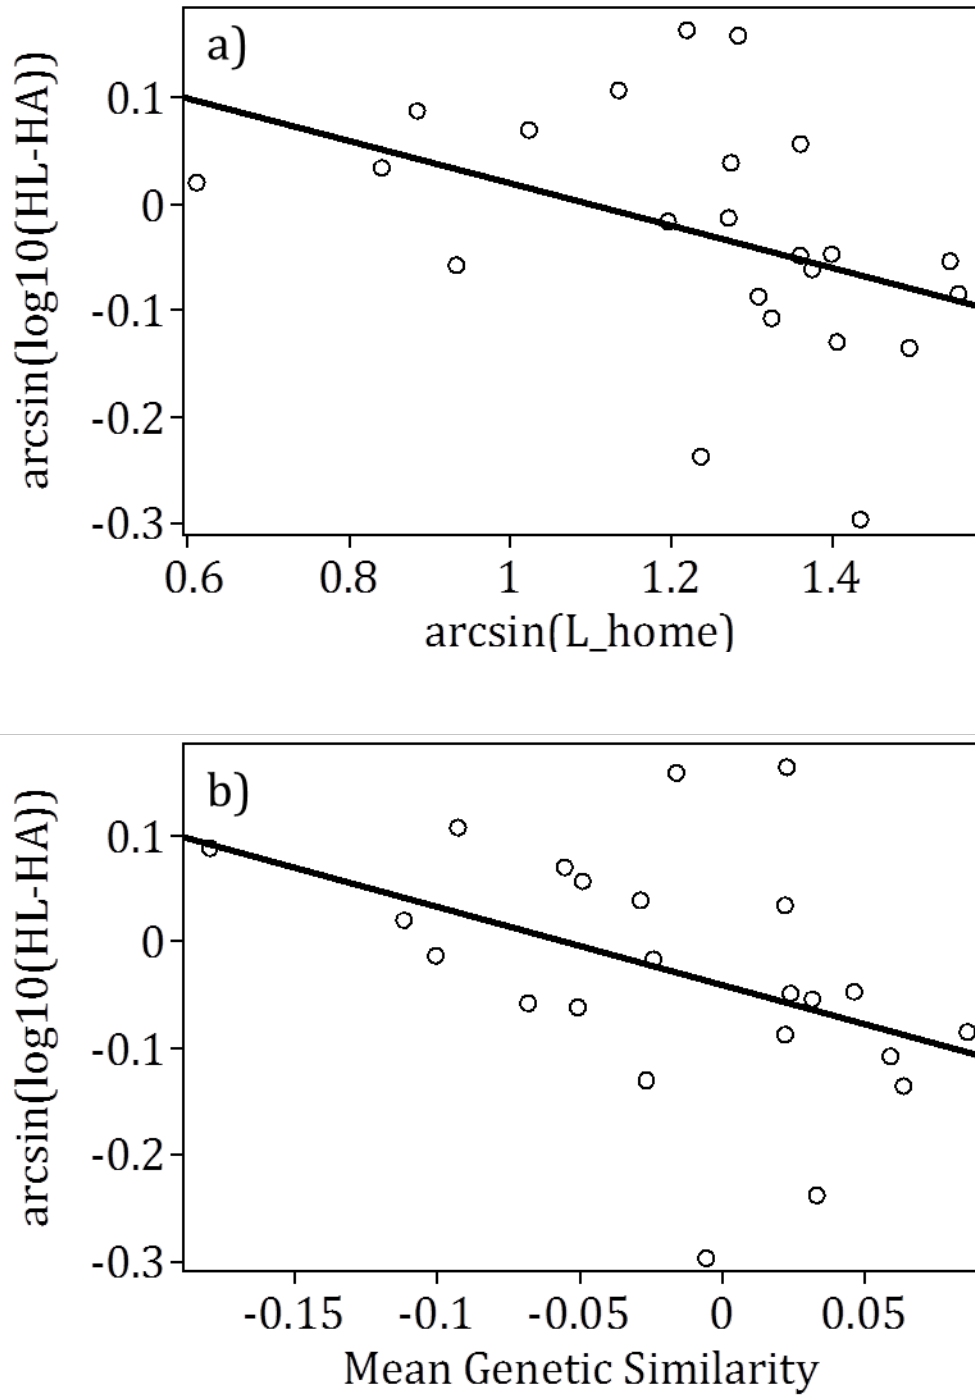 a)
arcsin(log10(HL-HA))
0.1
0
-0.1
-0.2
-0.3
0.6 0.8 1 1.2 1.4
arcsin(L_home)
b)
arcsin(log10(HL-HA))
0.1
0
-0.1
-0.2
-0.3
-0.15 -0.1 -0.05 0 0.05
Mean Genetic Similarity